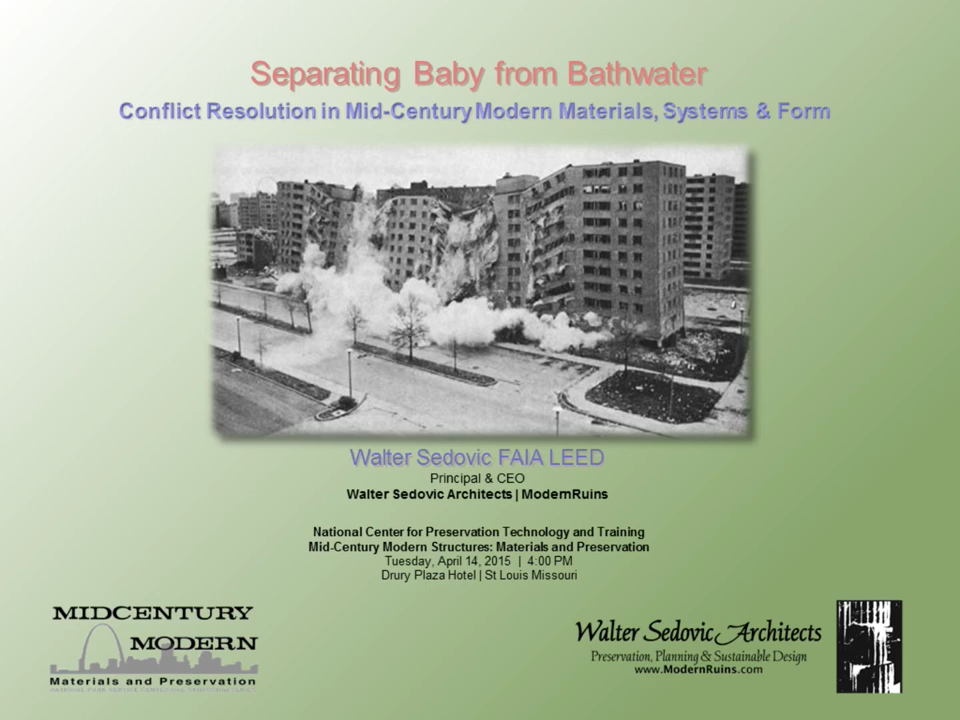 Separating Baby from Bathwater
Conflict Resolution in Mid-Century Modern Materials, Systems & Form
Walter Sedovic FAIA LEED
Principal & CEO
Walter Sedovic Architects | ModernRuins
National Center for Preservation Technology and Training
Mid-Century Modern Structures: Materials and Preservation
Tuesday, April 14, 2015 | 4:00 PM
Drury Plaza Hotel | St Louis Missouri
MIDCENTURY
MODERN
Materials and Preservation
Walter Sedovic Architects
Preservation, Planning & Sustainable Design
www.ModernRuins.com